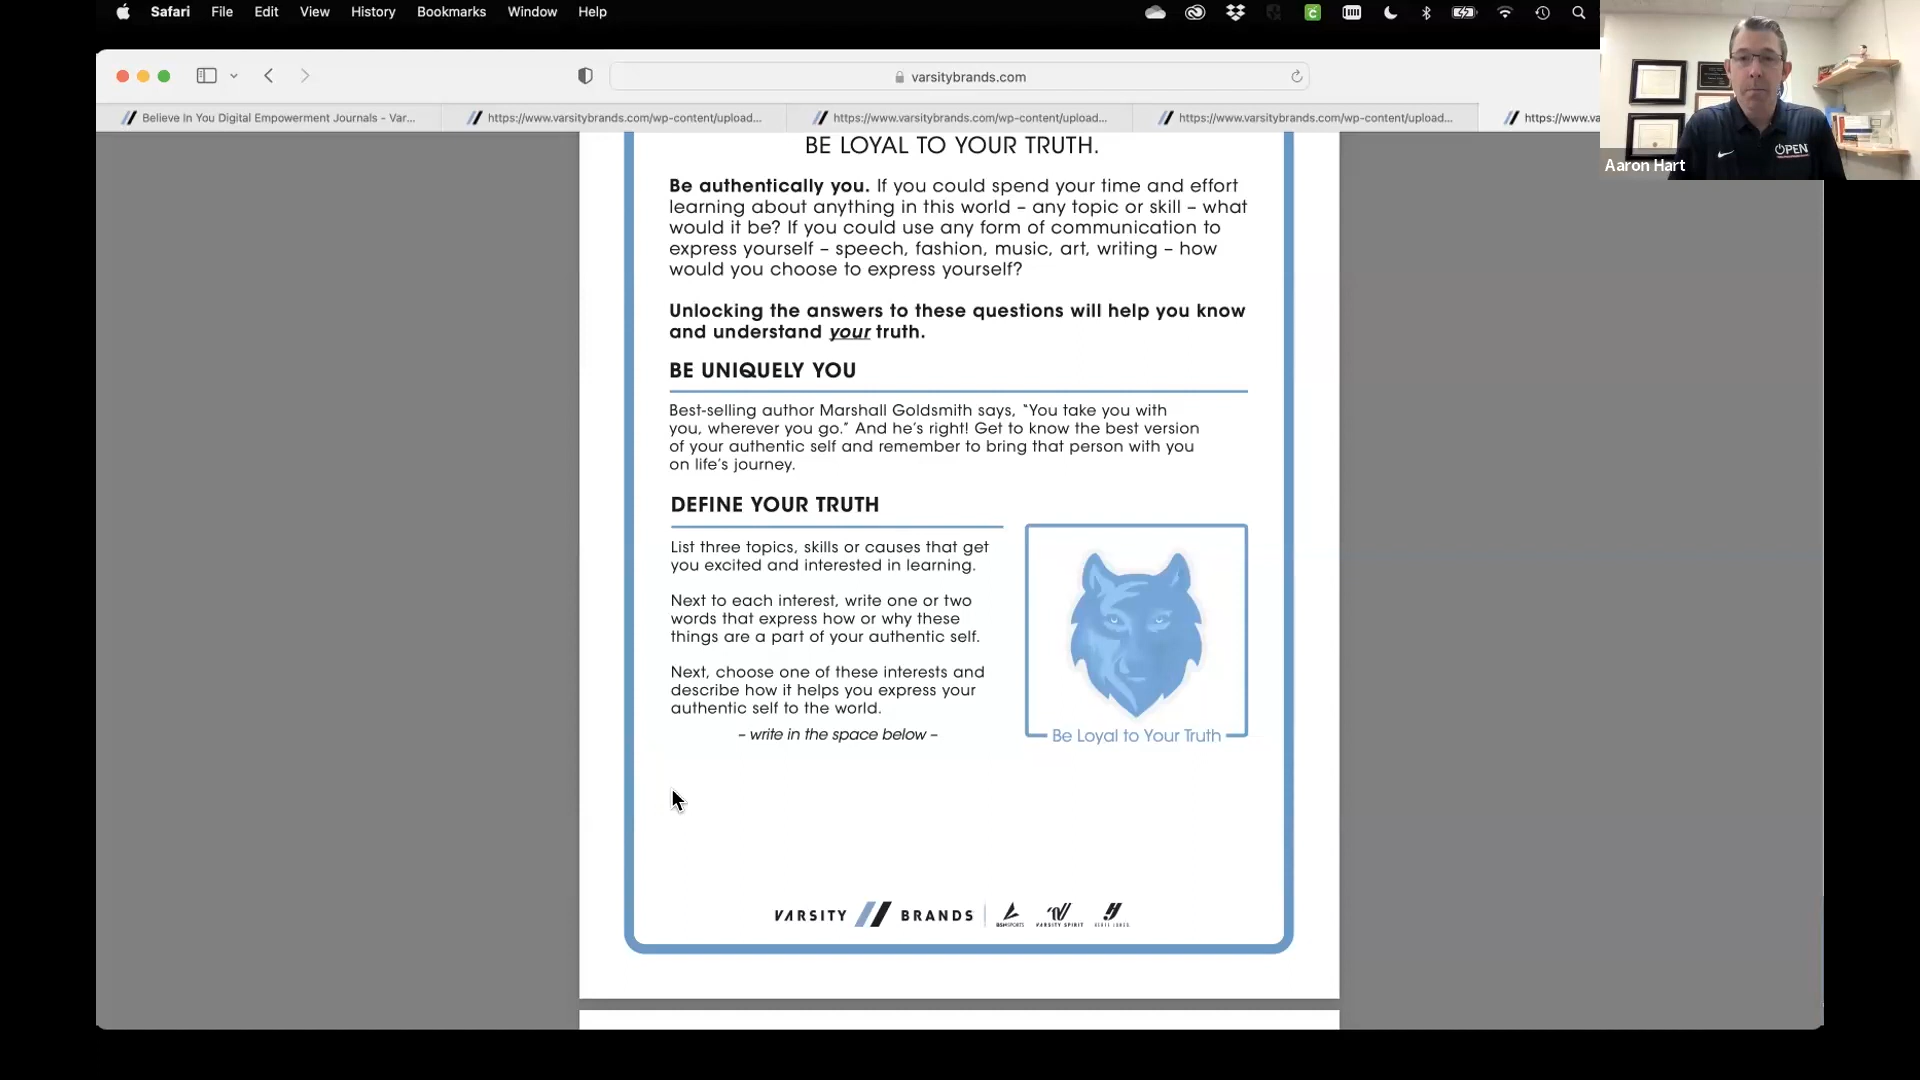 Safari File Edit View History Bookmarks Window Help
varsitybrands.com
Believe In You Digital Empowerment Journals - Var...
https://www.varsitybrands.com/wp-content/upload...
https://www.varsitybrands.com/wp-content/upload...
https://www.varsitybrands.com/wp-content/upload...
https://www.va
OPEN
Aaron Hart
BE LOYAL TO YOUR TRUTH.
Be authentically you. If you could spend your time and effort
learning about anything in this world – any topic or skill – what
would it be? If you could use any form of communication to
express yourself – speech, fashion, music, art, writing – how
would you choose to express yourself?
Unlocking the answers to these questions will help you know
and understand your truth.
BE UNIQUELY YOU
Best-selling author Marshall Goldsmith says, “You take you with
you, wherever you go.” And he’s right! Get to know the best version
of your authentic self and remember to bring that person with you
on life’s journey.
DEFINE YOUR TRUTH
List three topics, skills or causes that get
you excited and interested in learning.
Next to each interest, write one or two
words that express how or why these
things are a part of your authentic self.
Next, choose one of these interests and
describe how it helps you express your
authentic self to the world.
– write in the space below –
Be Loyal to Your Truth
VARSITY BRANDS
BSN SPORTS
VARSITY SPIRIT
HERFF JONES